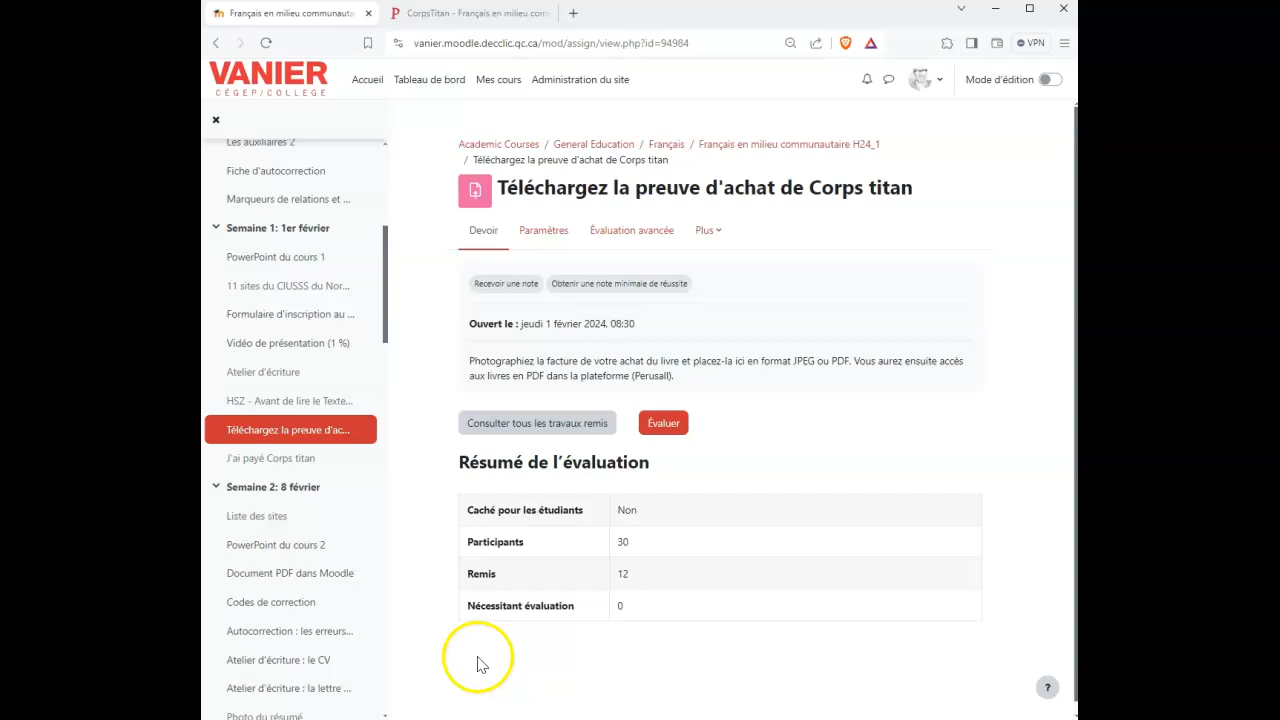 Français en milieu communauta
CorpsTitan - Français en milieu com
vanier.moodle.decclic.qc.ca/mod/assign/view.php?id=94984
VPN
VANIER
CÉGEP/COLLEGE
Accueil
Tableau de bord
Mes cours
Administration du site
Mode d'édition
Les auxiliaires 2
Fiche d'autocorrection
Marqueurs de relations et ...
Semaine 1: 1er février
PowerPoint du cours 1
11 sites du CIUSSS du Nor...
Formulaire d'inscription au ...
Vidéo de présentation (1 %)
Atelier d'écriture
HSZ - Avant de lire le Texte...
Téléchargez la preuve d'ac...
J'ai payé Corps titan
Semaine 2: 8 février
Liste des sites
PowerPoint du cours 2
Document PDF dans Moodle
Codes de correction
Autocorrection : les erreurs...
Atelier d'écriture : le CV
Atelier d'écriture : la lettre ...
Photo du résumé
Academic Courses / General Education / Français / Français en milieu communautaire H24_1
/ Téléchargez la preuve d'achat de Corps titan
Téléchargez la preuve d'achat de Corps titan
Devoir
Paramètres
Évaluation avancée
Plus
Recevoir une note
Obtenir une note minimale de réussite
Ouvert le : jeudi 1 février 2024, 08:30
Photographiez la facture de votre achat du livre et placez-la ici en format JPEG ou PDF. Vous aurez ensuite accès
aux livres en PDF dans la plateforme (Perusall).
Consulter tous les travaux remis
Évaluer
Résumé de l'évaluation
Caché pour les étudiants Non
Participants 30
Remis 12
Nécessitant évaluation 0
?